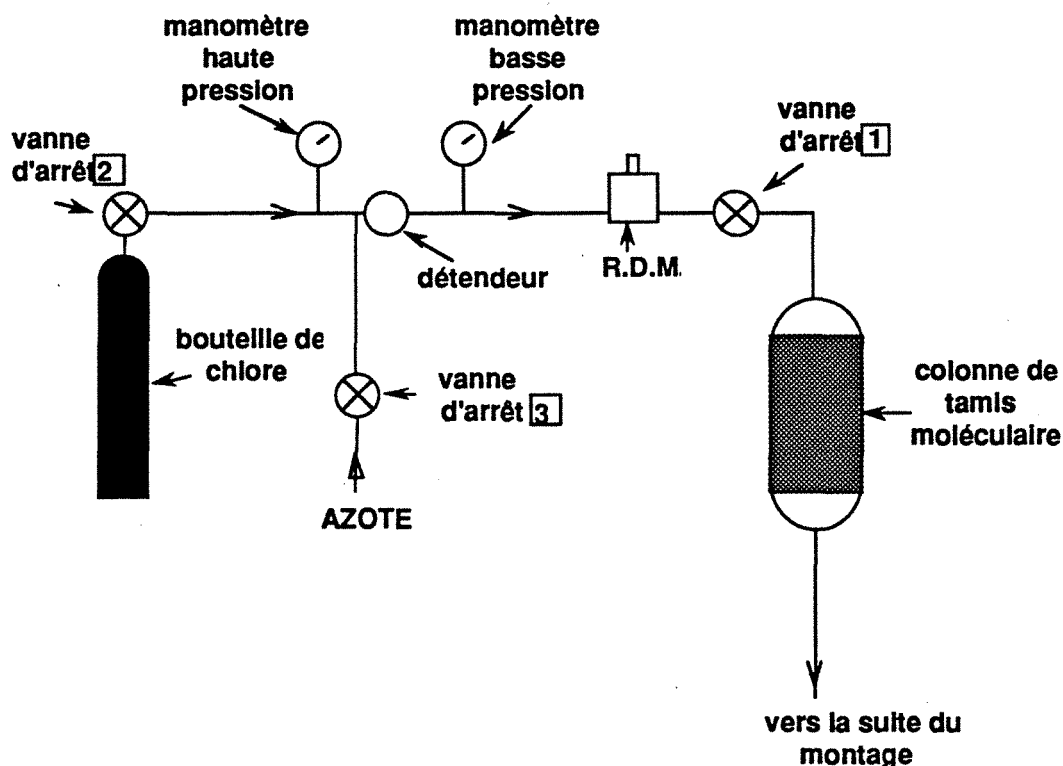 manomètre
haute
pression
manomètre
basse
pression
vanne
d'arrêt 2
vanne
d'arrêt 1
détendeur
R.D.M.
bouteille de
chlore
vanne
d'arrêt 3
colonne de
tamis
moléculaire
AZOTE
vers la suite du
montage